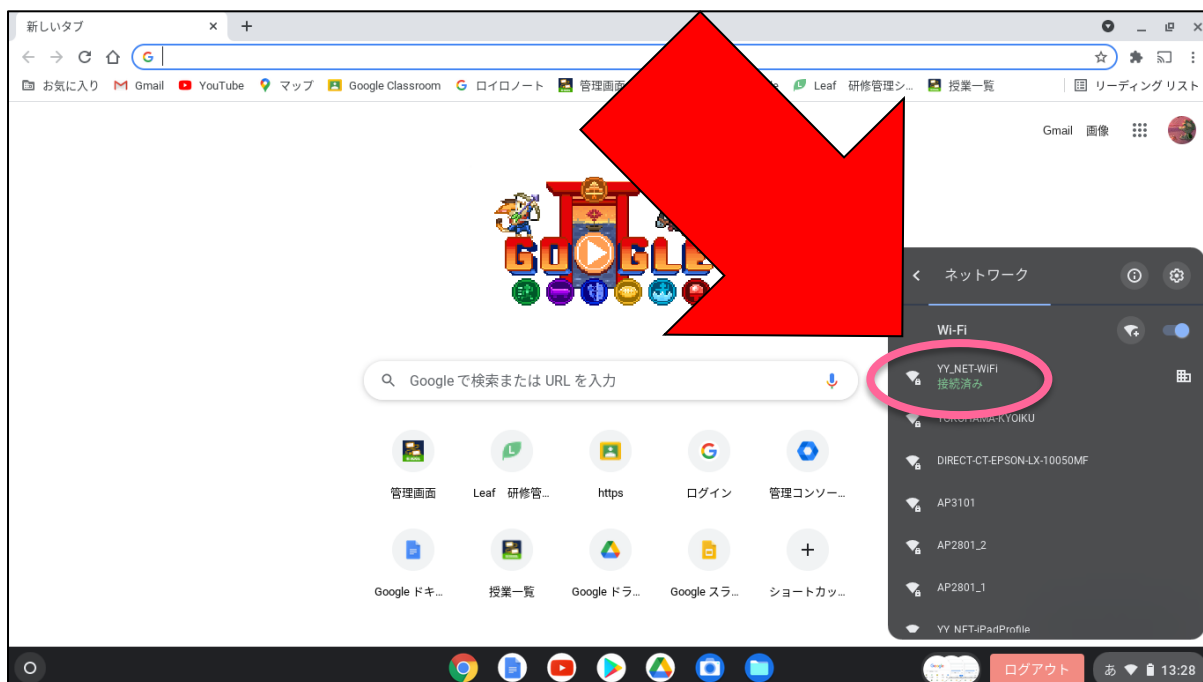 新しいタブ
G
お気に入り Gmail YouTube マップ Google Classroom ロイロノート 管理画面 Leaf 研修管理シ... 授業一覧 リーディング リスト
Gmail 画像
GOOGLE
ネットワーク
Wi-Fi
YY_NET-WiFi
接続済み
Google で検索または URL を入力
YOKOHAMA-KYOIKU
DIRECT-CT-EPSON-LX-10050MF
管理画面 Leaf 研修管... https ログイン 管理コンソー...
AP3101
AP2801_2
AP2801_1
Google ドキ... 授業一覧 Google ドラ... Google スラ... ショートカッ...
YY_NET-iPadProfile
ログアウト あ 13:28